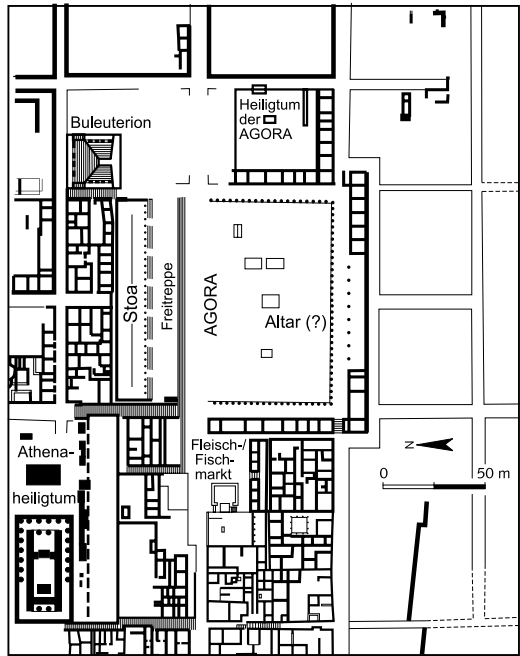 Heiligtum
der
AGORA
Buleuterion
Stoa
Freitreppe
AGORA
Altar (?)
Fleisch-/
Fisch-
markt
N
0 50 m
Athena-
heiligtum